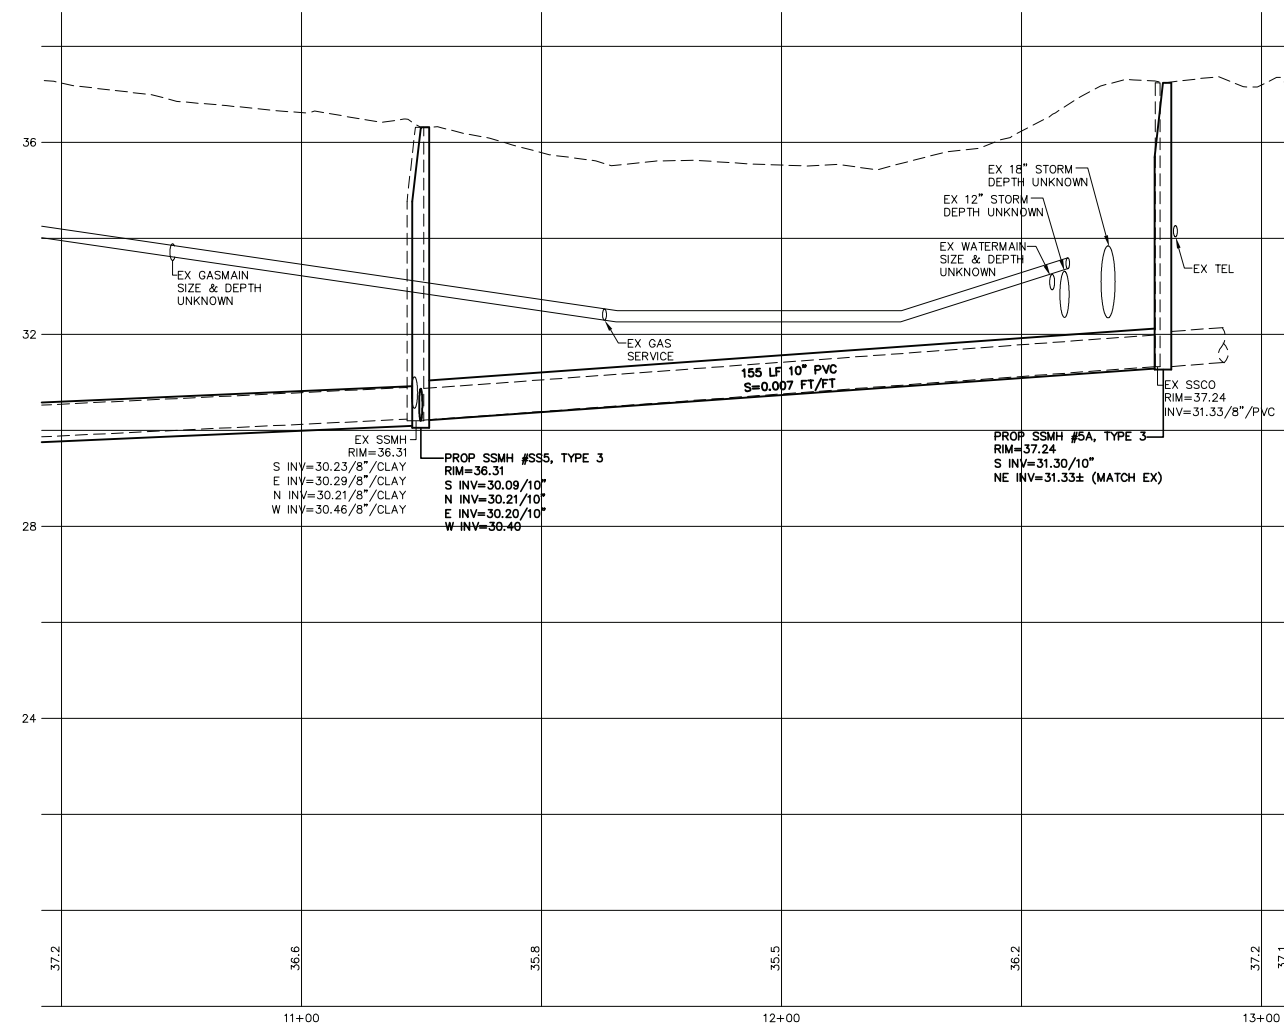 36
32
28
24
EX 18" STORM
DEPTH UNKNOWN
EX 12" STORM
DEPTH UNKNOWN
EX WATERMAIN
SIZE & DEPTH
UNKNOWN
EX TEL
EX GASMAIN
SIZE & DEPTH
UNKNOWN
EX GAS
SERVICE
155 LF 10" PVC
S=0.007 FT/FT
EX SSCO
RIM=37.24
INV=31.33/8"/PVC
EX SSMH
RIM=36.31
S INV=30.23/8"/CLAY
E INV=30.29/8"/CLAY
N INV=30.21/8"/CLAY
W INV=30.46/8"/CLAY
PROP SSMH #SS5, TYPE 3
RIM=36.31
S INV=30.09/10"
N INV=30.21/10"
E INV=30.20/10"
W INV=30.40
PROP SSMH #5A, TYPE 3
RIM=37.24
S INV=31.30/10"
NE INV=31.33± (MATCH EX)
37.2
36.6
35.8
35.5
36.2
37.2
37.1
11+00
12+00
13+00